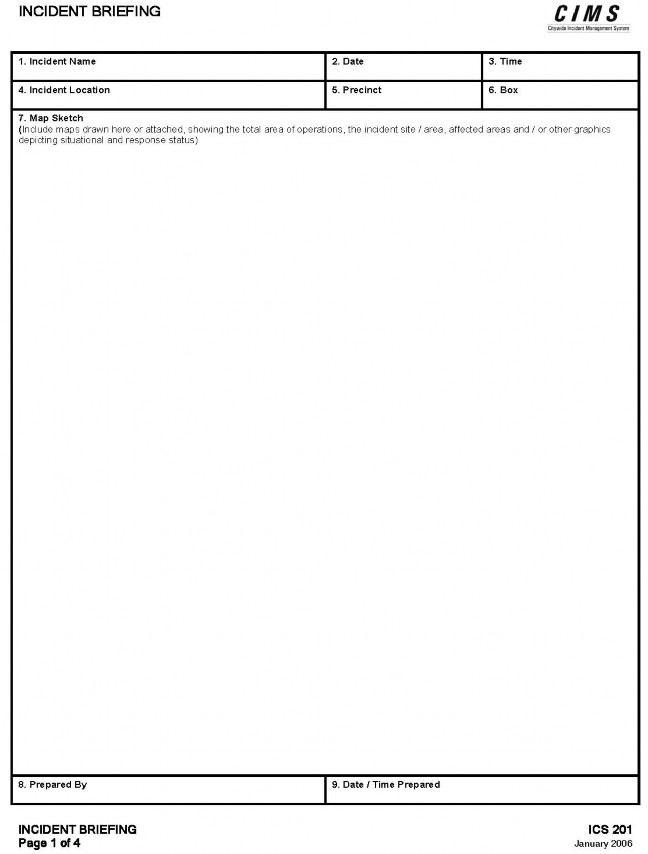 INCIDENT BRIEFING
CIMS
Citywide Incident Management System
1. Incident Name
2. Date
3. Time
4. Incident Location
5. Precinct
6. Box
7. Map Sketch
(Include maps drawn here or attached, showing the total area of operations, the incident site / area, affected areas and / or other graphics
depicting situational and response status)
8. Prepared By
9. Date / Time Prepared
INCIDENT BRIEFING
Page 1 of 4
ICS 201
January 2006